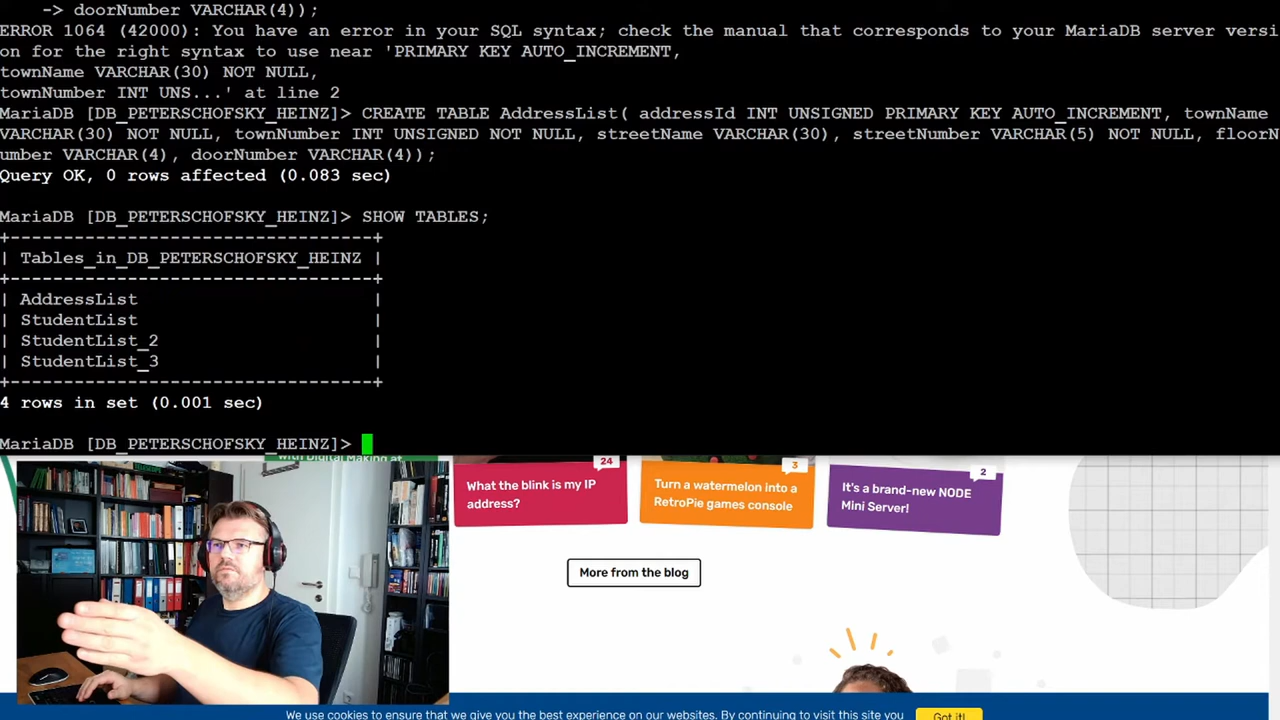 -> doorNumber VARCHAR(4));
ERROR 1064 (42000): You have an error in your SQL syntax; check the manual that corresponds to your MariaDB server versi
on for the right syntax to use near 'PRIMARY KEY AUTO_INCREMENT,
townName VARCHAR(30) NOT NULL,
townNumber INT UNS...' at line 2
MariaDB [DB_PETERSCHOFSKY_HEINZ]> CREATE TABLE AddressList( addressId INT UNSIGNED PRIMARY KEY AUTO_INCREMENT, townName
VARCHAR(30) NOT NULL, townNumber INT UNSIGNED NOT NULL, streetName VARCHAR(30), streetNumber VARCHAR(5) NOT NULL, floorN
umber VARCHAR(4), doorNumber VARCHAR(4));
Query OK, 0 rows affected (0.083 sec)
MariaDB [DB_PETERSCHOFSKY_HEINZ]> SHOW TABLES;
+----------------------------------+
| Tables_in_DB_PETERSCHOFSKY_HEINZ |
+----------------------------------+
| AddressList                      |
| StudentList                      |
| StudentList_2                    |
| StudentList_3                    |
+----------------------------------+
4 rows in set (0.001 sec)
MariaDB [DB_PETERSCHOFSKY_HEINZ]>
with Digital Making at
24
What the blink is my IP
address?
3
Turn a watermelon into a
RetroPie games console
2
It's a brand-new NODE
Mini Server!
More from the blog
We use cookies to ensure that we give you the best experience on our websites. By continuing to visit this site you
Got it!